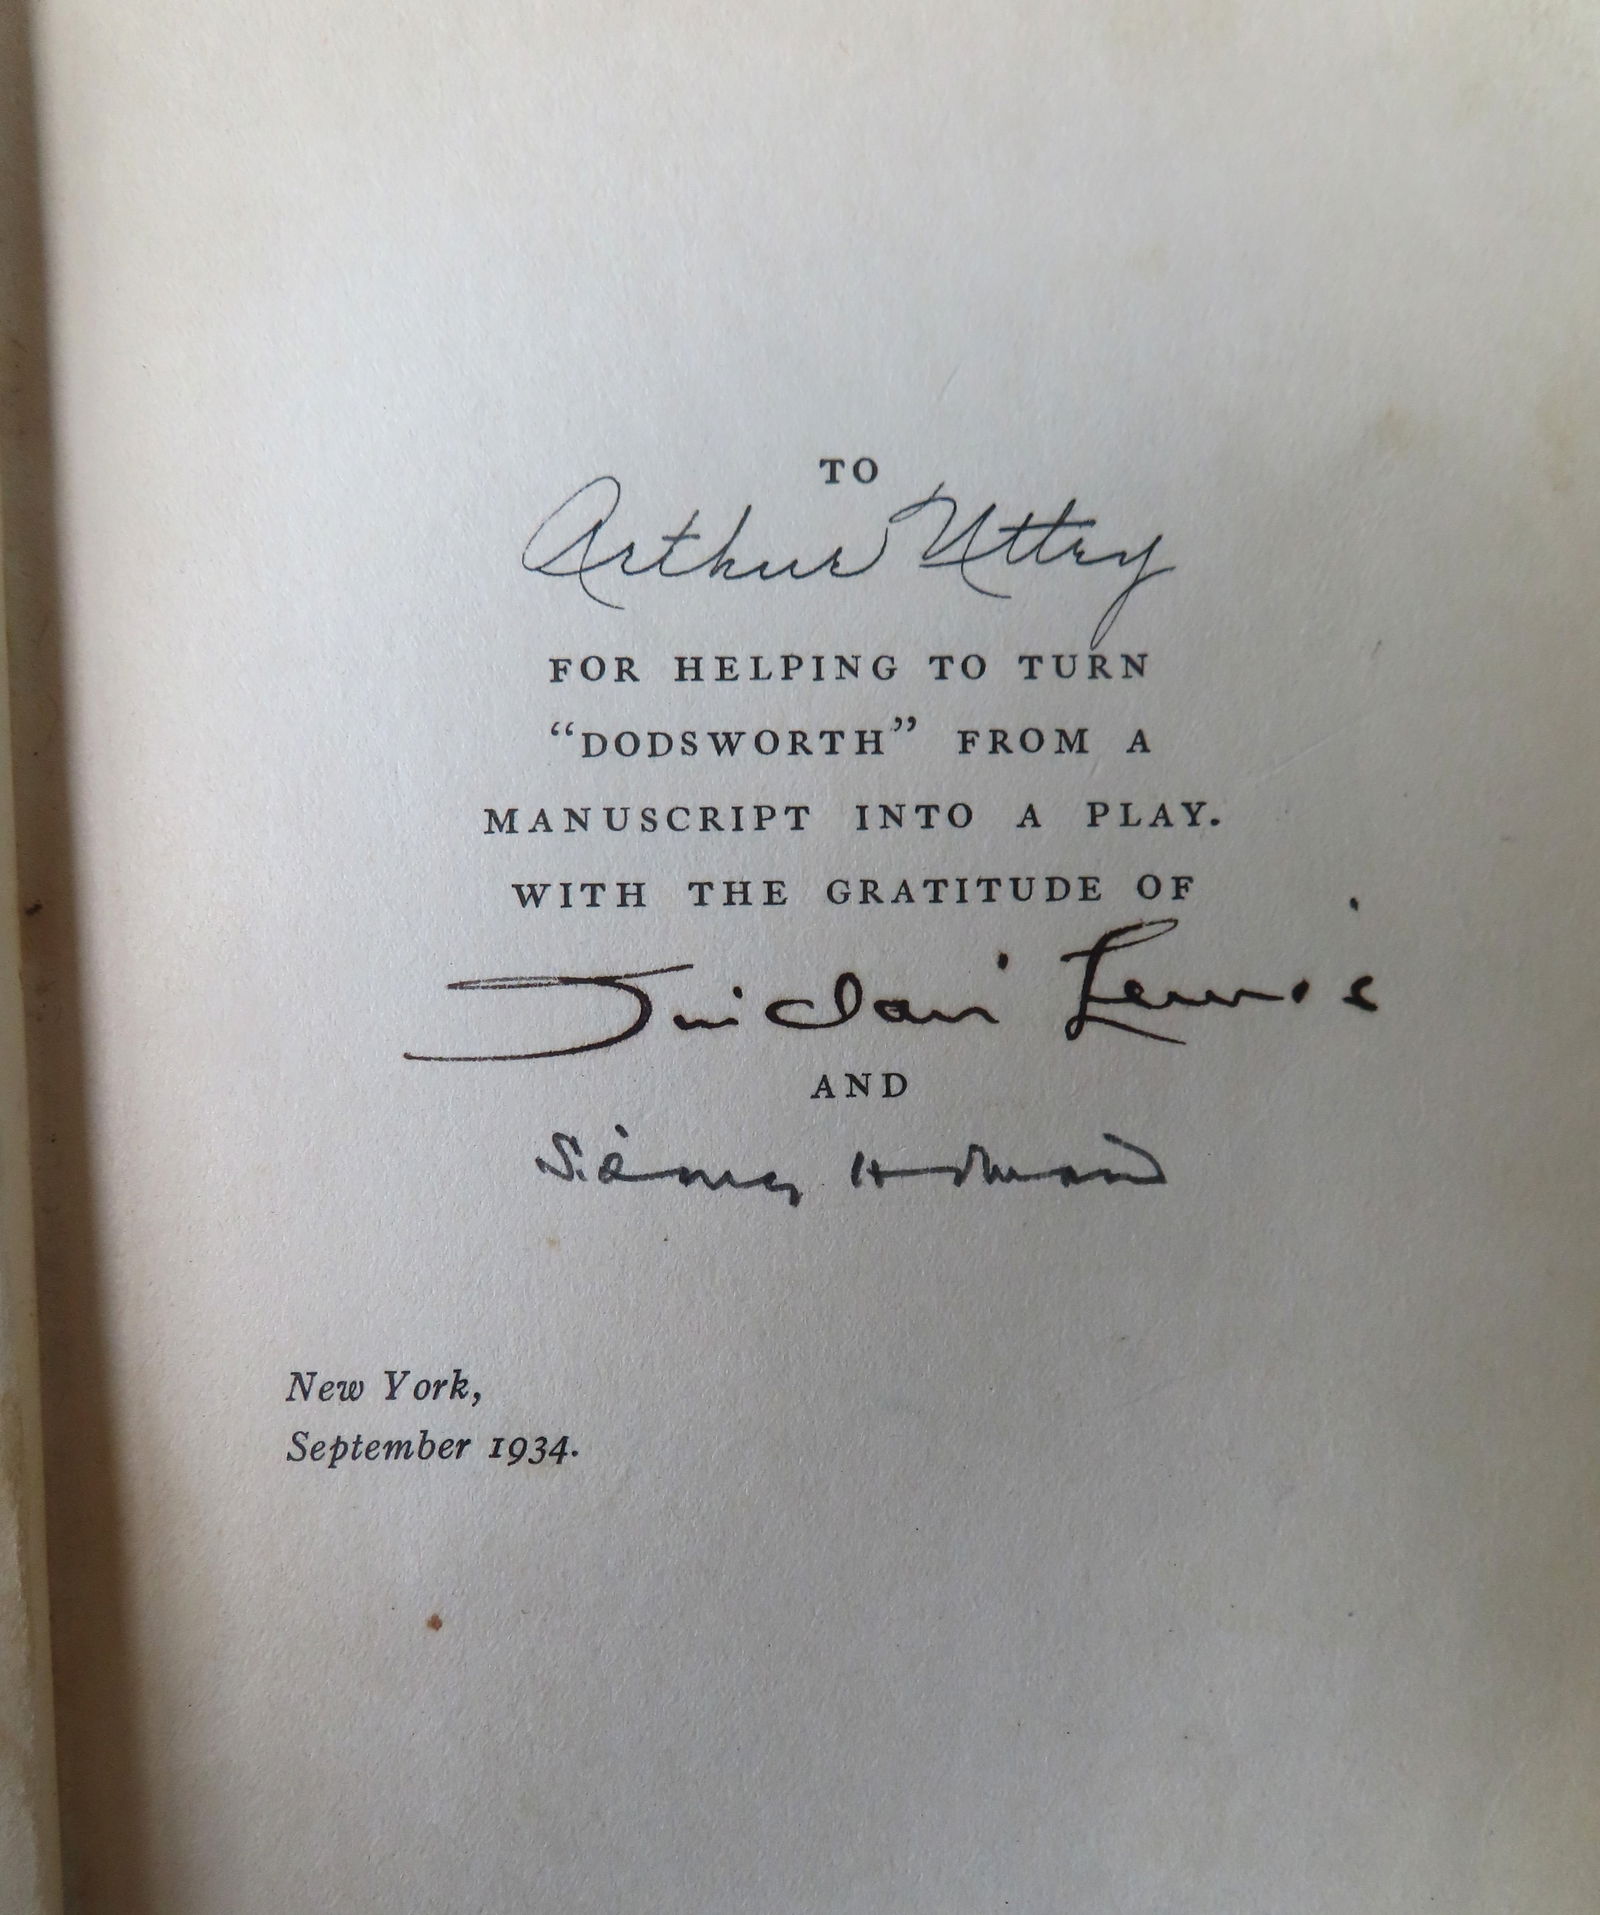 TO
Arthur Uttry
FOR HELPING TO TURN
“DODSWORTH” FROM A
MANUSCRIPT INTO A PLAY.
WITH THE GRATITUDE OF
Sinclair Lewis
AND
Sidney Howard
New York,
September 1934.